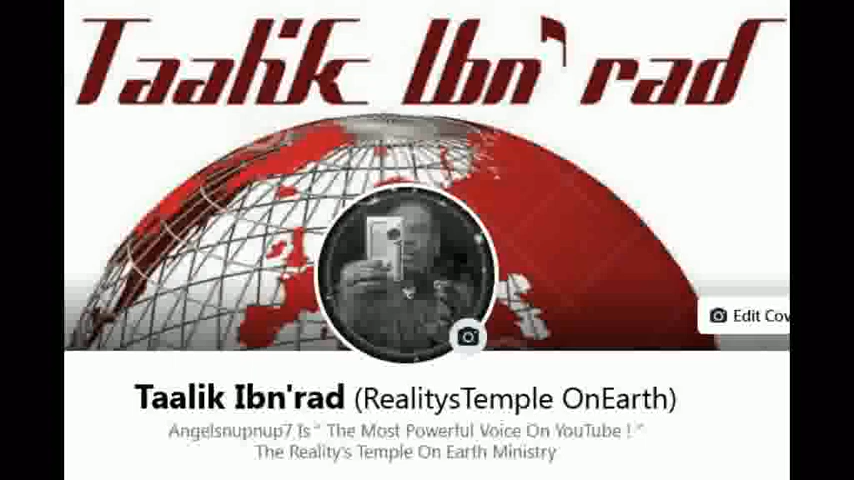 Taalik Ibn'rad
Edit Cov
Taalik Ibn'rad (RealitysTemple OnEarth)
Angelsnupnup7 Is " The Most Powerful Voice On YouTube ! "
The Reality's Temple On Earth Ministry